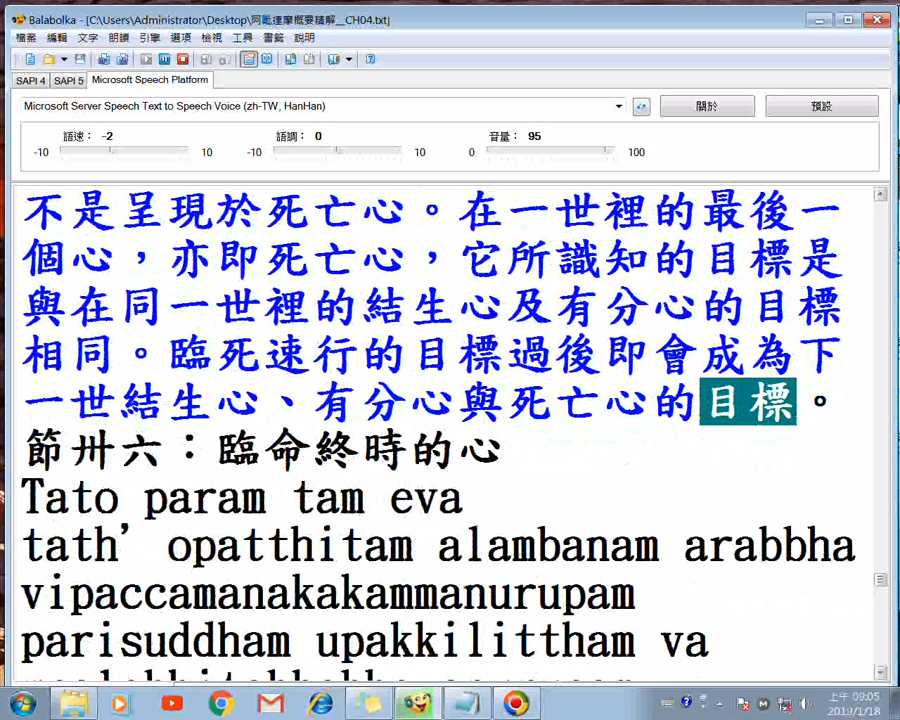 Balabolka - [C:\Users\Administrator\Desktop\阿毗達摩概要精解__CH04.txt]
檔案 編輯 文字 朗讀 引擎 選項 檢視 工具 書籤 說明
SAPI 4 SAPI 5 Microsoft Speech Platform
Microsoft Server Speech Text to Speech Voice (zh-TW, HanHan) 關於 預設
語速： -2 語調： 0 音量： 95
-10 10 -10 10 0 100
不是呈現於死亡心。在一世裡的最後一
個心，亦即死亡心，它所識知的目標是
與在同一世裡的結生心及有分心的目標
相同。臨死速行的目標過後即會成為下
一世結生心、有分心與死亡心的目標。
節卅六：臨命終時的心
Tato param tam eva
tath' opatthitam alambanam arabbha
vipaccamanakakammanurupam
parisuddham upakkilittham va
上午 09:05
2019/1/18